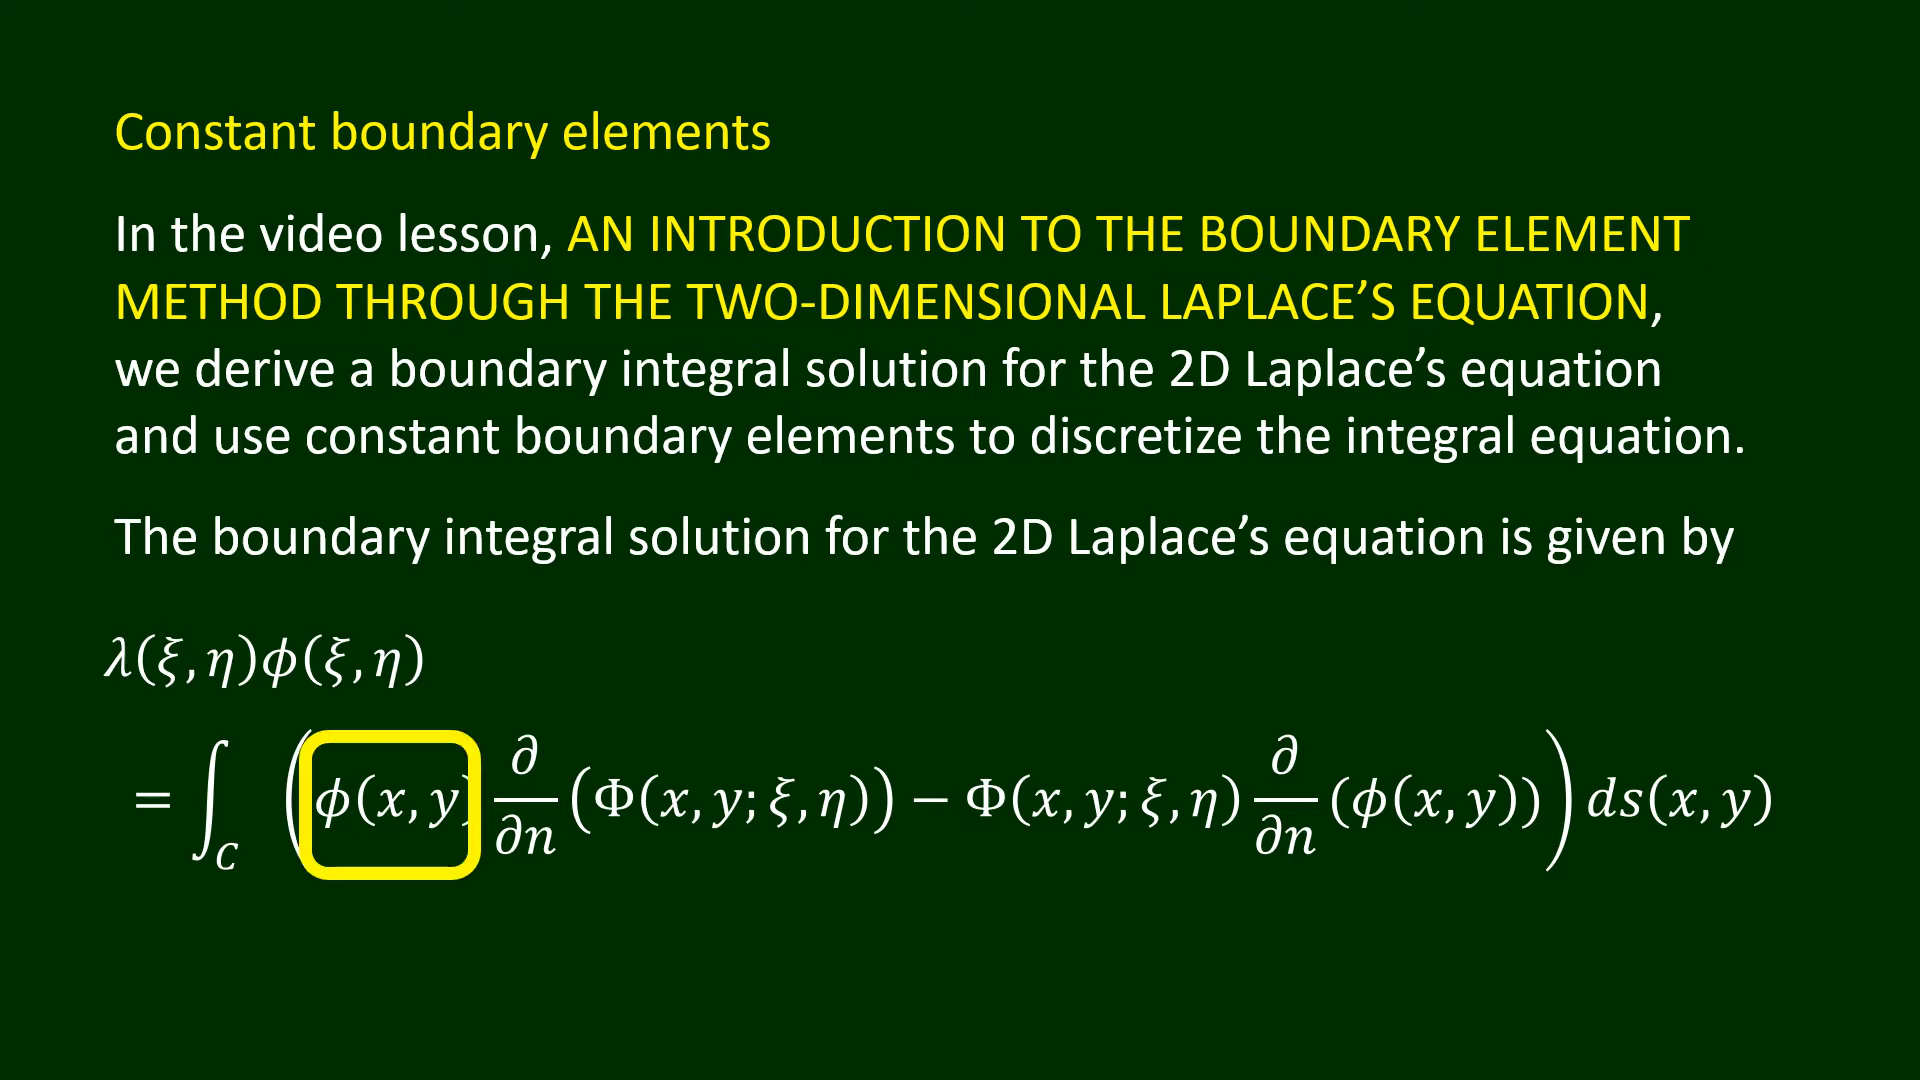 Constant boundary elements
In the video lesson, AN INTRODUCTION TO THE BOUNDARY ELEMENT
METHOD THROUGH THE TWO-DIMENSIONAL LAPLACE’S EQUATION,
we derive a boundary integral solution for the 2D Laplace’s equation
and use constant boundary elements to discretize the integral equation.
The boundary integral solution for the 2D Laplace’s equation is given by
λ(ξ,η)ϕ(ξ,η)
= ∫_C (ϕ(x,y) ∂/∂n (Φ(x,y;ξ,η)) − Φ(x,y;ξ,η) ∂/∂n (ϕ(x,y))) ds(x,y)